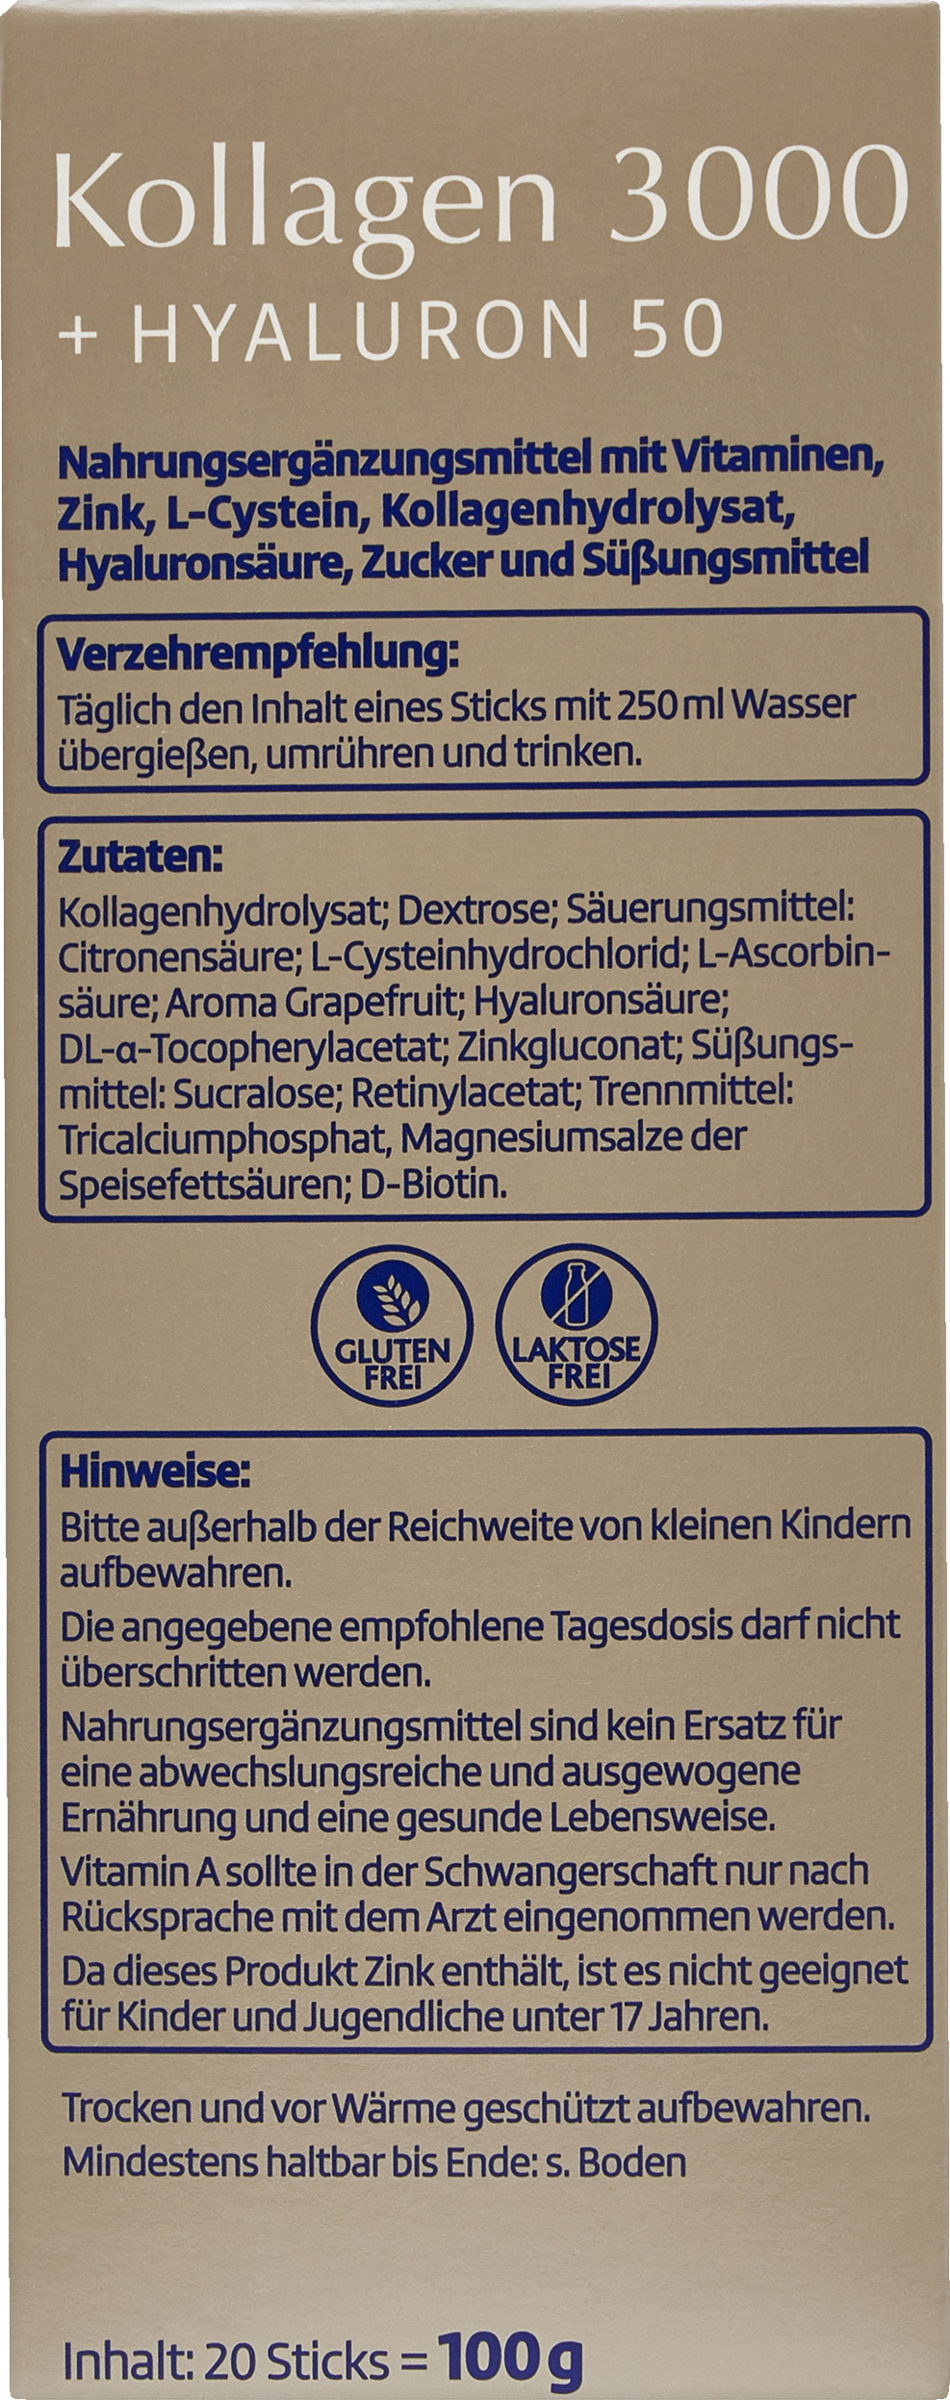 Kollagen 3000
+ HYALURON 50
Nahrungsergänzungsmittel mit Vitaminen,
Zink, L-Cystein, Kollagenhydrolysat,
Hyaluronsäure, Zucker und Süßungsmittel
Verzehrempfehlung:
Täglich den Inhalt eines Sticks mit 250 ml Wasser
übergießen, umrühren und trinken.
Zutaten:
Kollagenhydrolysat; Dextrose; Säuerungsmittel:
Citronensäure; L-Cysteinhydrochlorid; L-Ascorbin-
säure; Aroma Grapefruit; Hyaluronsäure;
DL-α-Tocopherylacetat; Zinkgluconat; Süßungs-
mittel: Sucralose; Retinylacetat; Trennmittel:
Tricalciumphosphat, Magnesiumsalze der
Speisefettsäuren; D-Biotin.
GLUTEN
FREI
LAKTOSE
FREI
Hinweise:
Bitte außerhalb der Reichweite von kleinen Kindern
aufbewahren.
Die angegebene empfohlene Tagesdosis darf nicht
überschritten werden.
Nahrungsergänzungsmittel sind kein Ersatz für
eine abwechslungsreiche und ausgewogene
Ernährung und eine gesunde Lebensweise.
Vitamin A sollte in der Schwangerschaft nur nach
Rücksprache mit dem Arzt eingenommen werden.
Da dieses Produkt Zink enthält, ist es nicht geeignet
für Kinder und Jugendliche unter 17 Jahren.
Trocken und vor Wärme geschützt aufbewahren.
Mindestens haltbar bis Ende: s. Boden
Inhalt: 20 Sticks = 100 g